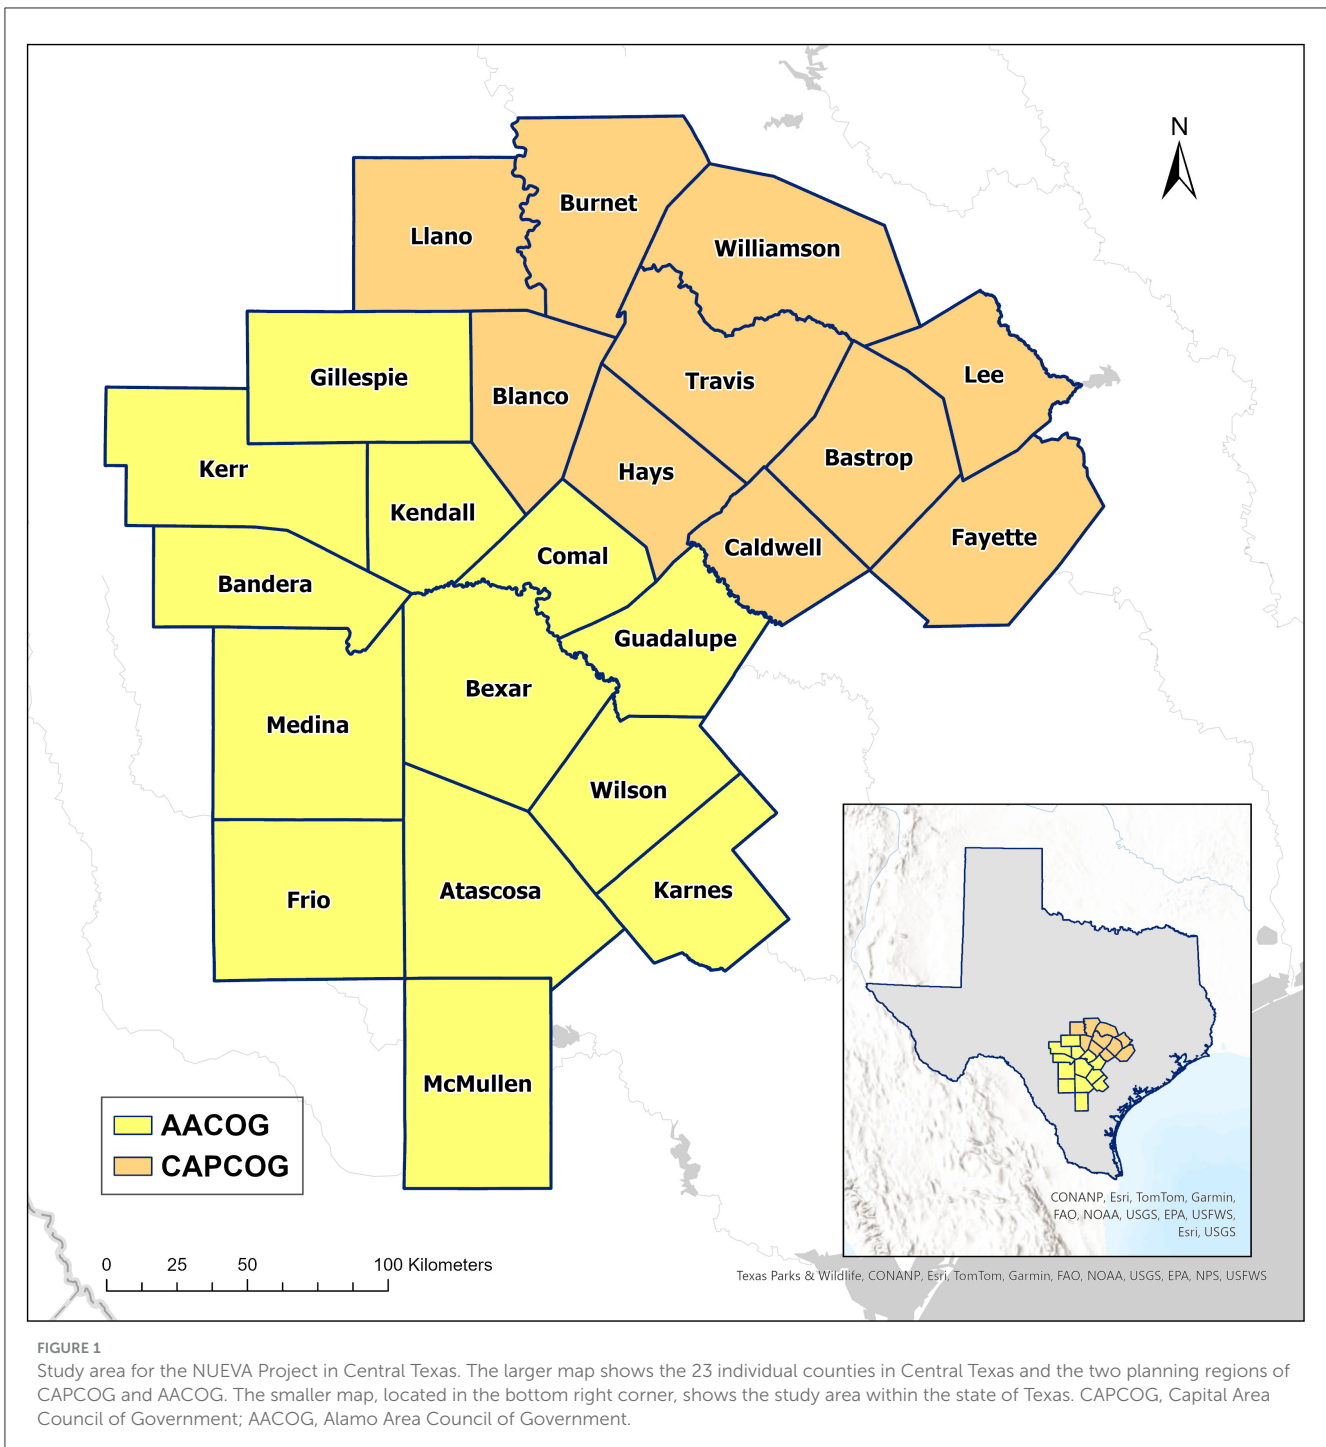 N
Burnet
Llano
Williamson
Gillespie
Blanco
Travis
Lee
Kerr
Hays
Bastrop
Kendall
Caldwell
Fayette
Comal
Bandera
Guadalupe
Bexar
Medina
Wilson
Frio
Atascosa
Karnes
McMullen
AACOG
CAPCOG
CONANP, Esri, TomTom, Garmin,
FAO, NOAA, USGS, EPA, USFWS,
Esri, USGS
0 25 50 100 Kilometers
Texas Parks & Wildlife, CONANP, Esri, TomTom, Garmin, FAO, NOAA, USGS, EPA, NPS, USFWS
FIGURE 1
Study area for the NUEVA Project in Central Texas. The larger map shows the 23 individual counties in Central Texas and the two planning regions of
CAPCOG and AACOG. The smaller map, located in the bottom right corner, shows the study area within the state of Texas. CAPCOG, Capital Area
Council of Government; AACOG, Alamo Area Council of Government.